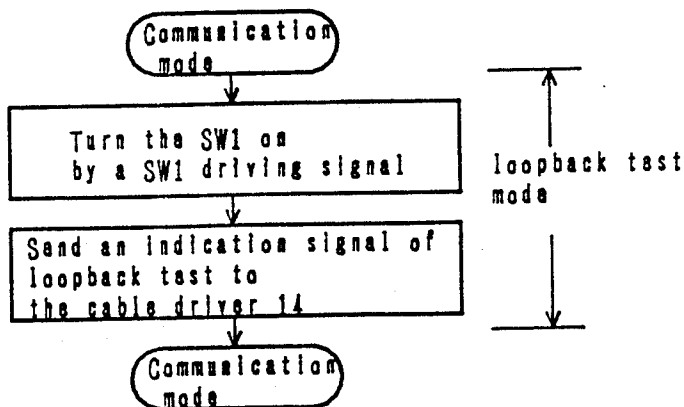 Communication
mode
Turn the SW1 on
by a SW1 driving signal
loopback test
mode
Send an indication signal of
loopback test to
the cable driver 14
Communication
mode